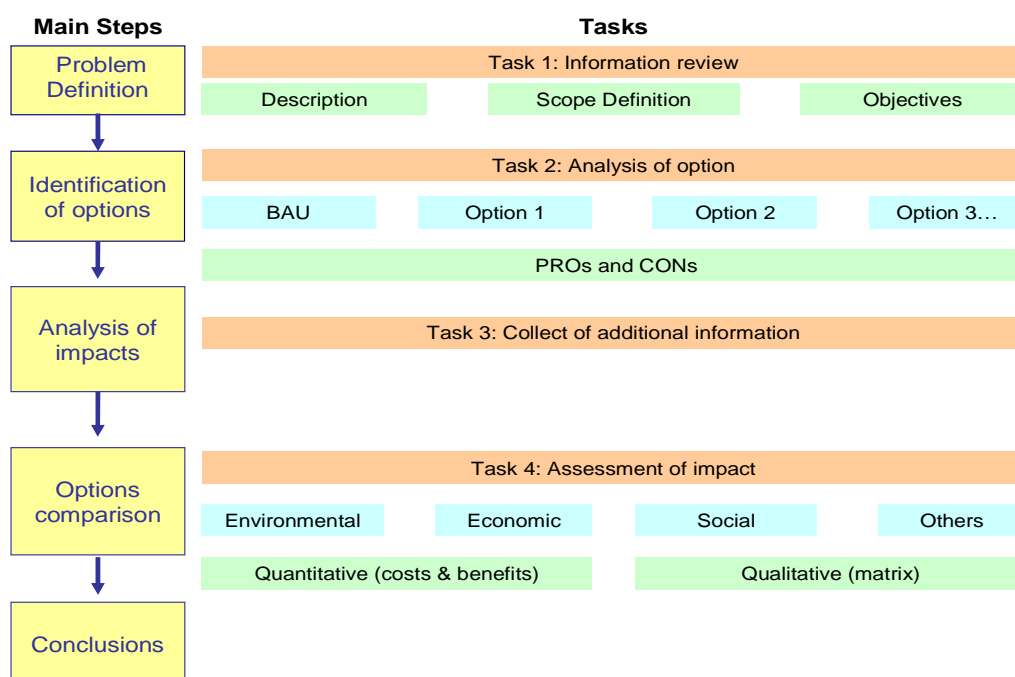 Main Steps
Tasks
Problem
Definition
Task 1: Information review
Description
Scope Definition
Objectives
Identification
of options
Task 2: Analysis of option
BAU
Option 1
Option 2
Option 3…
PROs and CONs
Analysis of
impacts
Task 3: Collect of additional information
Options
comparison
Task 4: Assessment of impact
Environmental
Economic
Social
Others
Quantitative (costs & benefits)
Qualitative (matrix)
Conclusions